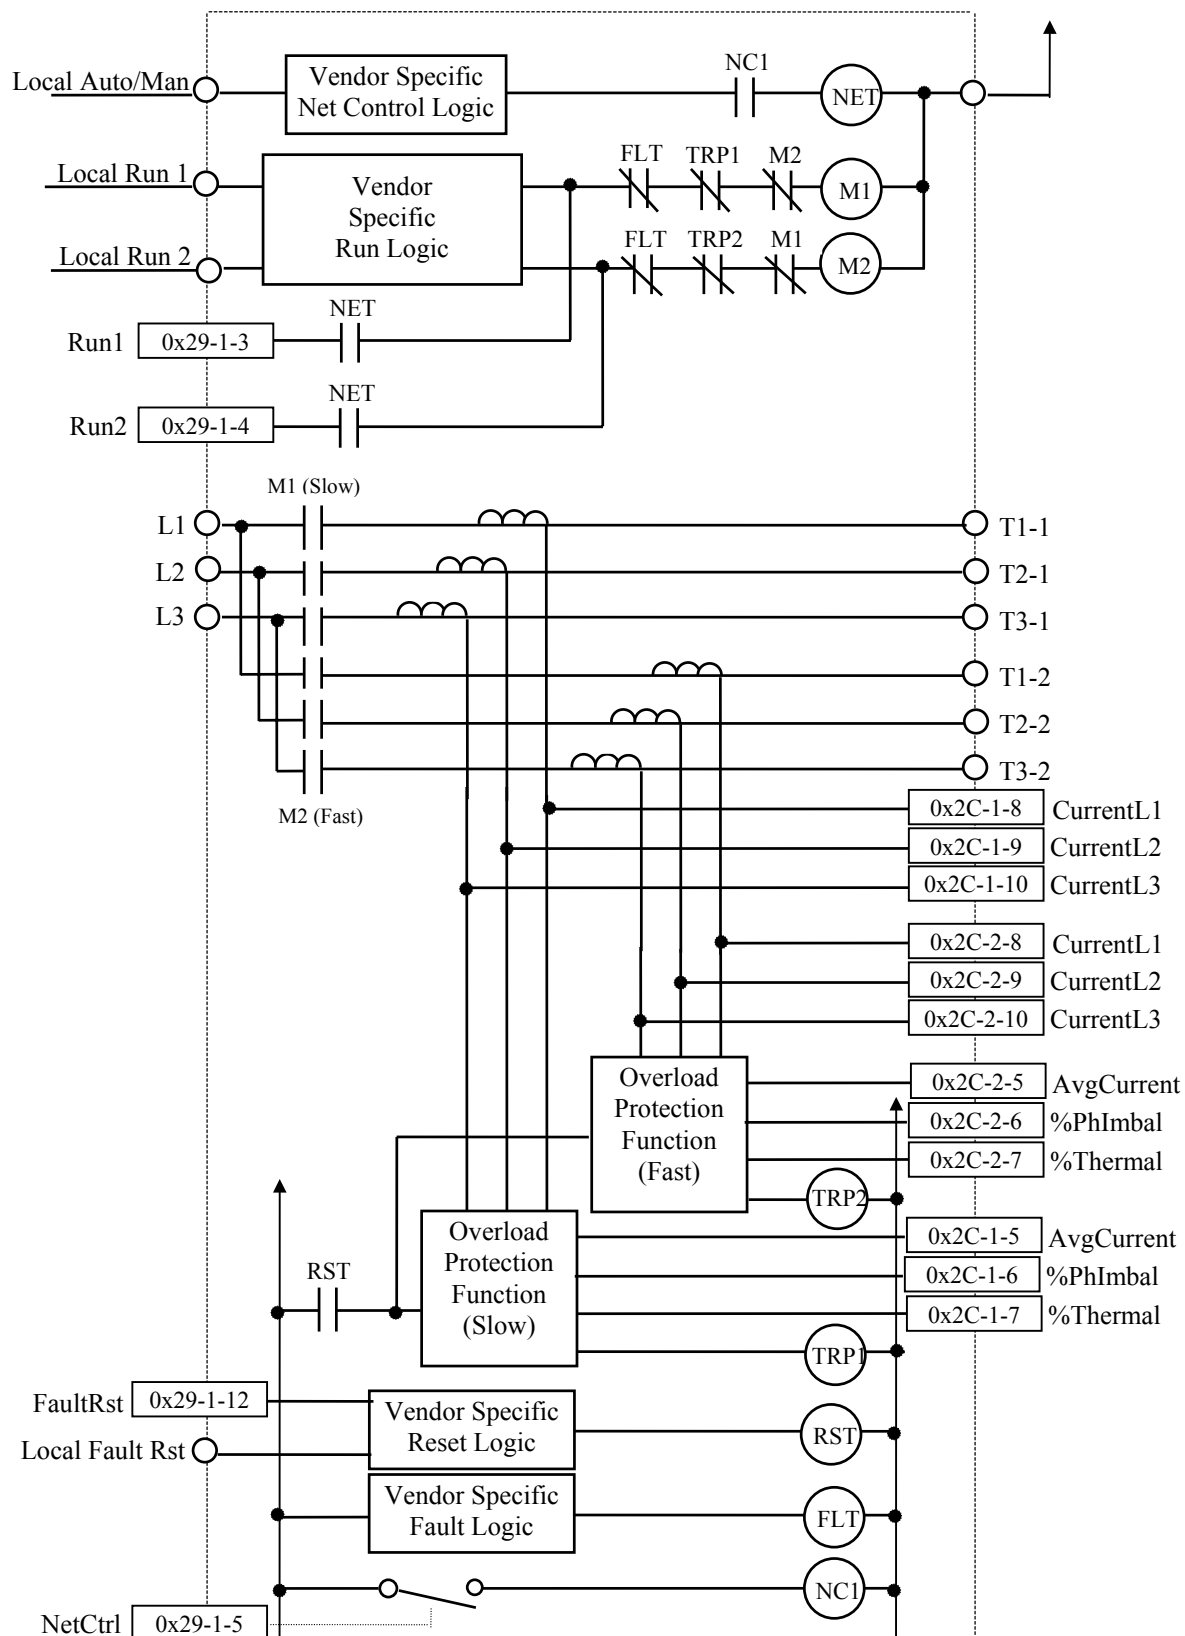 Local Auto/Man
Vendor Specific
Net Control Logic
NC1
NET
Local Run 1
Vendor
Specific
Run Logic
FLT TRP1 M2
M1
Local Run 2
FLT TRP2 M1
M2
NET
Run1 0x29-1-3
NET
Run2 0x29-1-4
M1 (Slow)
L1 T1-1
L2 T2-1
L3 T3-1
T1-2
T2-2
T3-2
M2 (Fast)
0x2C-1-8 CurrentL1
0x2C-1-9 CurrentL2
0x2C-1-10 CurrentL3
0x2C-2-8 CurrentL1
0x2C-2-9 CurrentL2
0x2C-2-10 CurrentL3
Overload
Protection
Function
(Fast)
0x2C-2-5 AvgCurrent
0x2C-2-6 %PhImbal
0x2C-2-7 %Thermal
TRP2
Overload
Protection
Function
(Slow)
0x2C-1-5 AvgCurrent
0x2C-1-6 %PhImbal
0x2C-1-7 %Thermal
RST
TRP1
FaultRst 0x29-1-12
Vendor Specific
Reset Logic
RST
Local Fault Rst
Vendor Specific
Fault Logic
FLT
NC1
NetCtrl 0x29-1-5